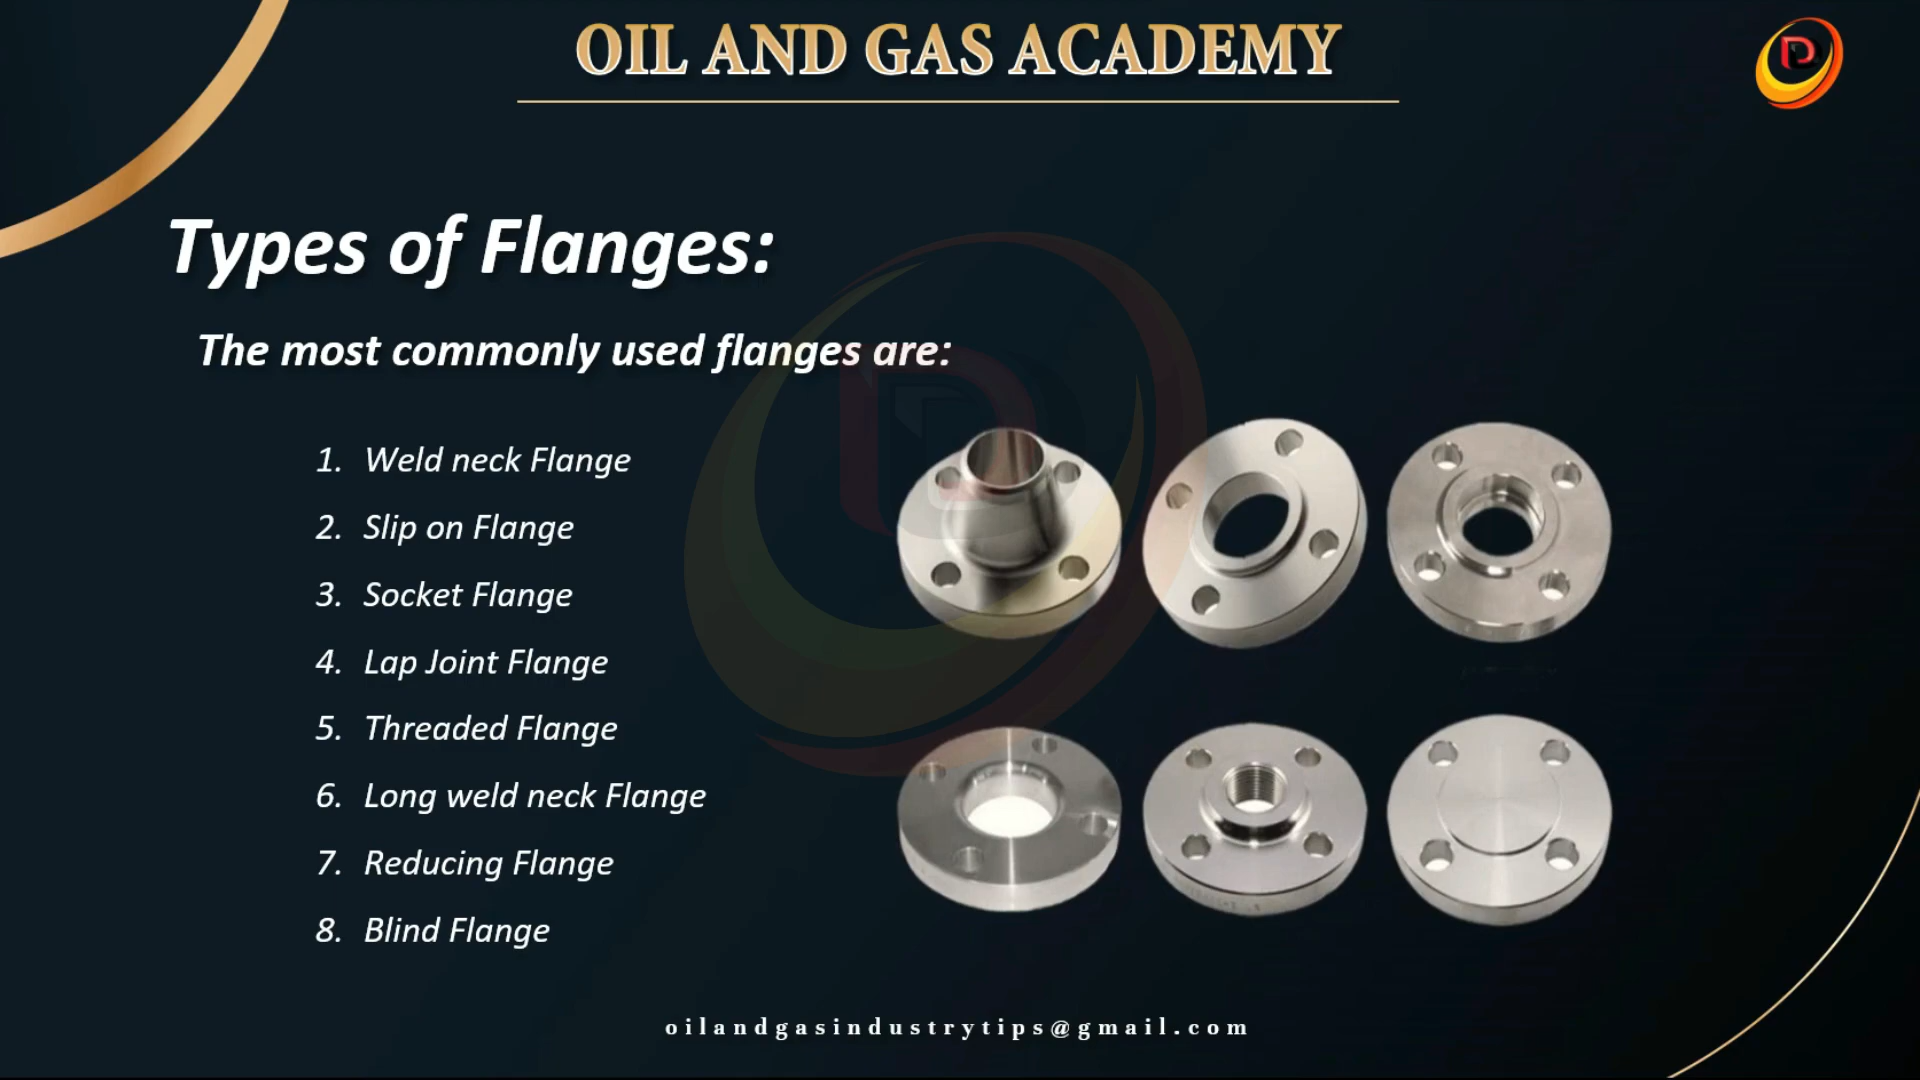 OIL AND GAS ACADEMY
Types of Flanges:
The most commonly used flanges are:
1. Weld neck Flange
2. Slip on Flange
3. Socket Flange
4. Lap Joint Flange
5. Threaded Flange
6. Long weld neck Flange
7. Reducing Flange
8. Blind Flange
oilandgasindustrytips@gmail.com